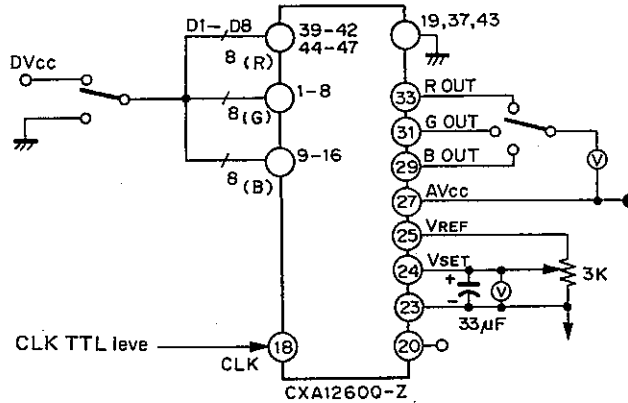 D1- D8
39-42
44-47
8 (R)
19,37,43
DVcc
1-8
8(G)
9-16
8
(B)
33 R OUT
31 G OUT
29 B OUT
V
27 AVcc
25 VREF
24 VSET
+
-
V
3K
23
33µF
CLK TTL leve
18
CLK
20
CXA1260Q-Z